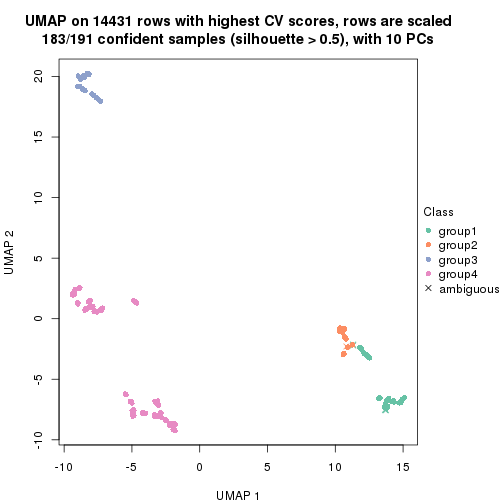 UMAP on 14431 rows with highest CV scores, rows are scaled
183/191 confident samples (silhouette > 0.5), with 10 PCs
20
15
10
5
0
-5
-10
UMAP 2
-10
-5
0
5
10
15
UMAP 1
Class
group1
group2
group3
group4
ambiguous